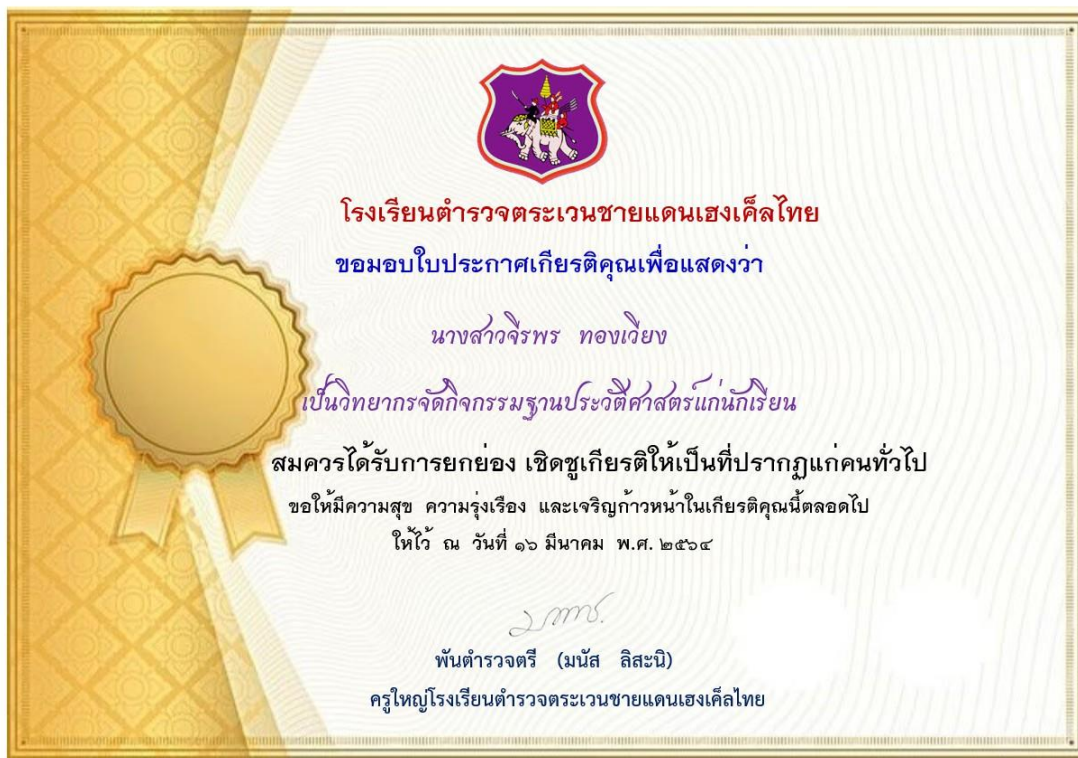 โรงเรียนตำรวจตระเวนชายแดนเฮงเค็ลไทย
ขอมอบใบประกาศเกียรติคุณเพื่อแสดงว่า
นางสาวจิรพร ทองเวียง
เป็นวิทยากรจัดกิจกรรมฐานประวัติศาสตร์แก่นักเรียน
สมควรได้รับการยกย่อง เชิดชูเกียรติให้เป็นที่ปรากฏแก่คนทั่วไป
ขอให้มีความสุข ความรุ่งเรือง และเจริญก้าวหน้าในเกียรติคุณนี้ตลอดไป
ให้ไว้ ณ วันที่ ๑๖ มีนาคม พ.ศ. ๒๕๖๔
พันตำรวจตรี (มนัส ลิสะนิ)
ครูใหญ่โรงเรียนตำรวจตระเวนชายแดนเฮงเค็ลไทย